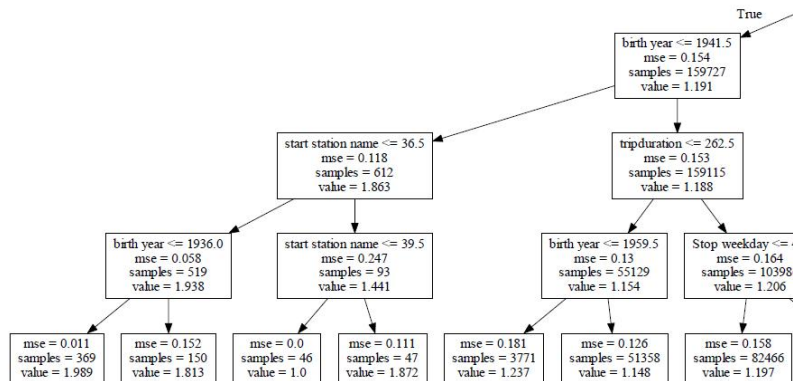 True
birth year <= 1941.5
mse = 0.154
samples = 159727
value = 1.191
start station name <= 36.5
mse = 0.118
samples = 612
value = 1.863
tripduration <= 262.5
mse = 0.153
samples = 159115
value = 1.188
birth year <= 1936.0
mse = 0.058
samples = 519
value = 1.938
start station name <= 39.5
mse = 0.247
samples = 93
value = 1.441
birth year <= 1959.5
mse = 0.13
samples = 55129
value = 1.154
Stop weekday <=
mse = 0.164
samples = 103986
value = 1.206
mse = 0.011
samples = 369
value = 1.989
mse = 0.152
samples = 150
value = 1.813
mse = 0.0
samples = 46
value = 1.0
mse = 0.111
samples = 47
value = 1.872
mse = 0.181
samples = 3771
value = 1.237
mse = 0.126
samples = 51358
value = 1.148
mse = 0.158
samples = 82466
value = 1.197